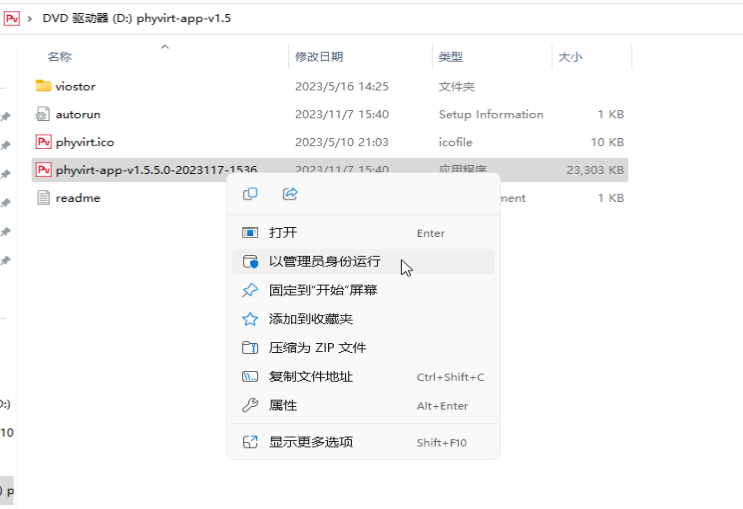 Pv > DVD 驱动器 (D:) phyvirt-app-v1.5
名称 修改日期 类型 大小
viostor 2023/5/16 14:25 文件夹
autorun 2023/11/7 15:40 Setup Information 1 KB
Pv phyvirt.ico 2023/5/10 21:03 icofile 10 KB
Pv phyvirt-app-v1.5.5.0-2023117-1536 2023/11/7 15:40 应用程序 23,303 KB
readme ment 1 KB
打开 Enter
以管理员身份运行
固定到"开始"屏幕
添加到收藏夹
压缩为 ZIP 文件
复制文件地址 Ctrl+Shift+C
:)
属性 Alt+Enter
10
显示更多选项 Shift+F10
) p